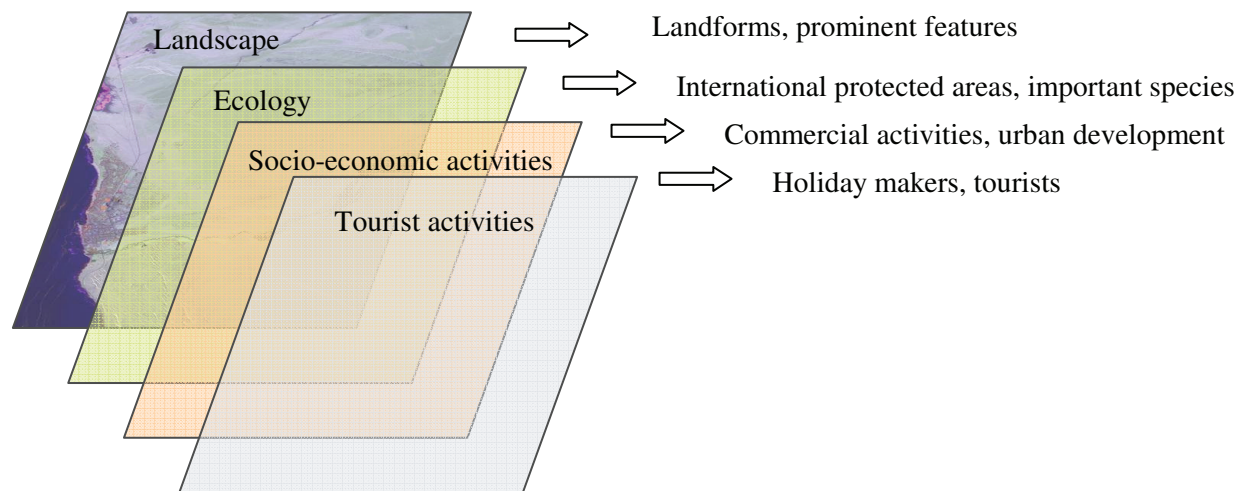 Landscape
Landforms, prominent features
Ecology
International protected areas, important species
Socio-economic activities
Commercial activities, urban development
Tourist activities
Holiday makers, tourists